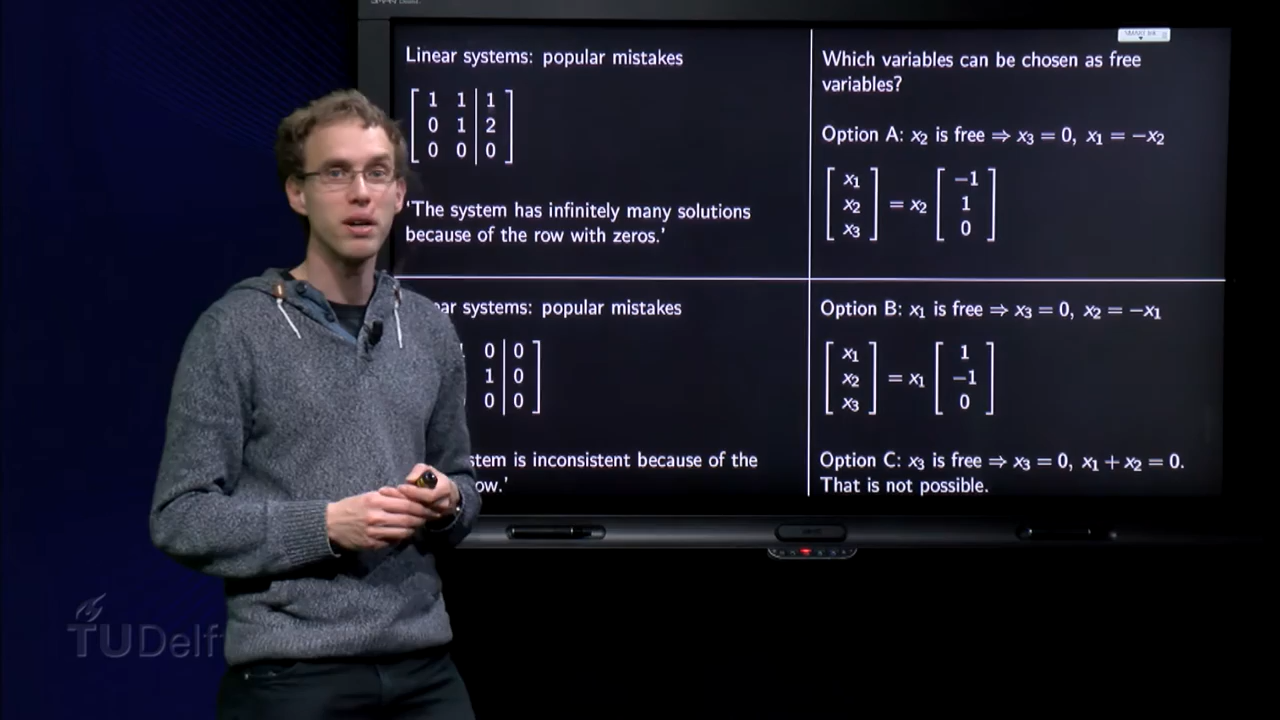 Linear systems: popular mistakes
1 1 1
0 1 2
0 0 0
'The system has infinitely many solutions
because of the row with zeros.'
systems: popular mistakes
0 0
1 0
0 0
is inconsistent because of the
Which variables can be chosen as free
variables?
Option A: x₂ is free ⇒ x₃ = 0, x₁ = −x₂
[x₁ x₂ x₃] = x₂ [−1 1 0]
Option B: x₁ is free ⇒ x₃ = 0, x₂ = −x₁
[x₁ x₂ x₃] = x₁ [1 −1 0]
Option C: x₃ is free ⇒ x₃ = 0, x₁ + x₂ = 0.
That is not possible.
TUDelf